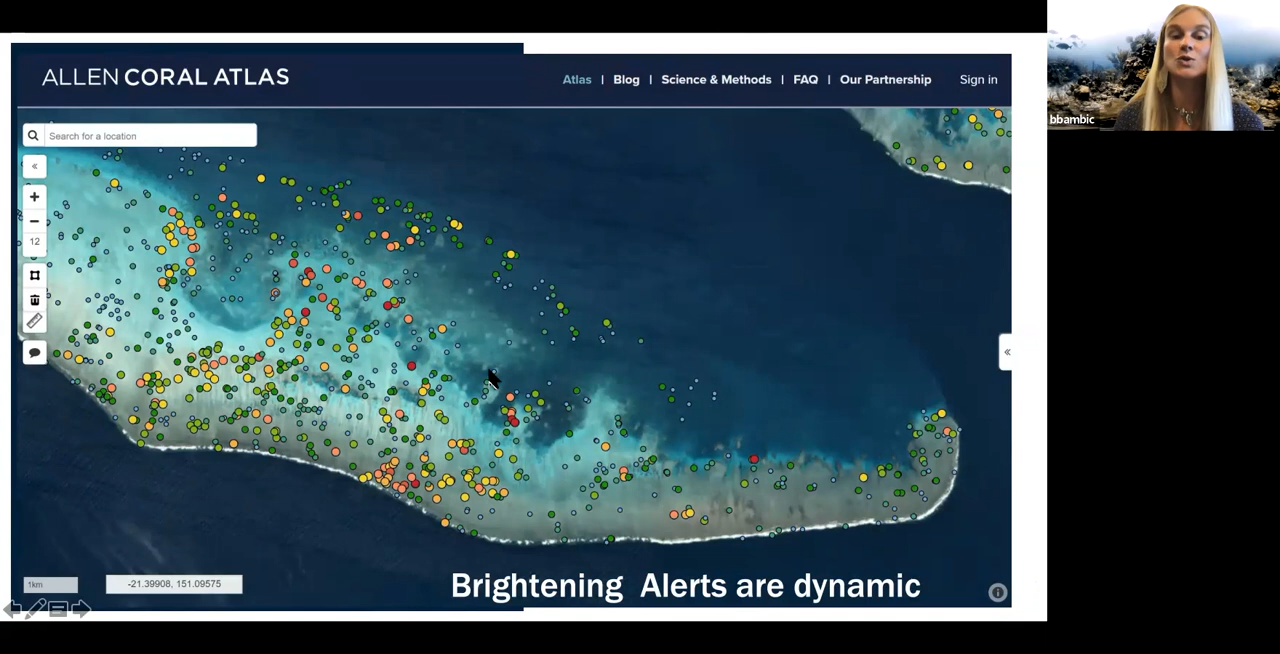 ALLEN CORAL ATLAS
Atlas | Blog | Science & Methods | FAQ | Our Partnership Sign in
Search for a location
bbambic
12
1km
-21.39908, 151.09575
Brightening Alerts are dynamic